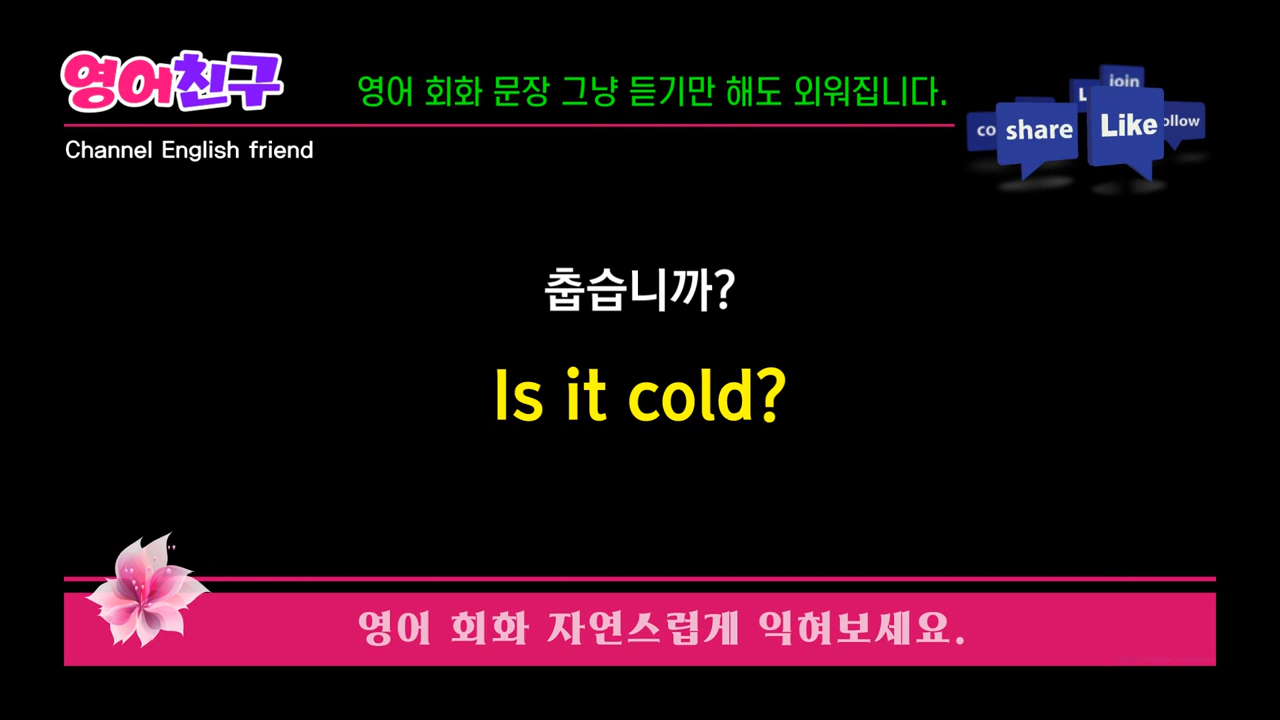 영어친구
영어 회화 문장 그냥 듣기만 해도 외워집니다.
Channel English friend
join
share
Like
춥습니까?
Is it cold?
영어 회화 자연스럽게 익혀보세요.